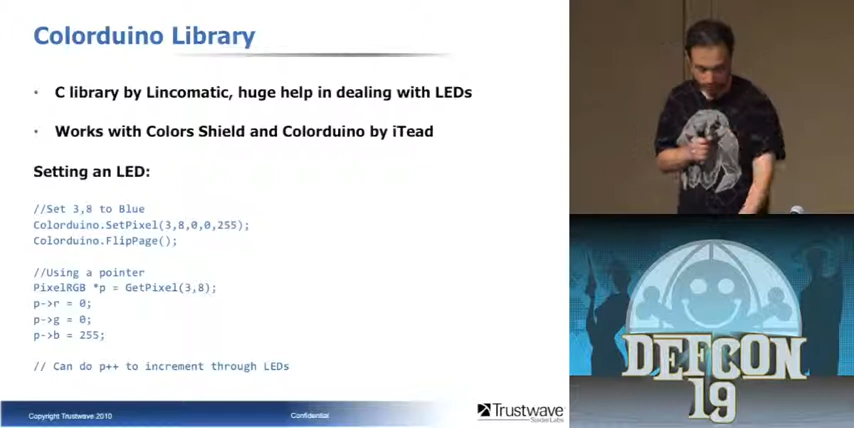 Colorduino Library
• C library by Lincomatic, huge help in dealing with LEDs
• Works with Colors Shield and Colorduino by iTead
Setting an LED:
//Set 3,8 to Blue
Colorduino.SetPixel(3,8,0,0,255);
Colorduino.FlipPage();
//Using a pointer
PixelRGB *p = GetPixel(3,8);
p->r = 0;
p->g = 0;
p->b = 255;
// Can do p++ to increment through LEDs
Copyright Trustwave 2010
Confidential
Trustwave
SpiderLabs
DEFCON
19